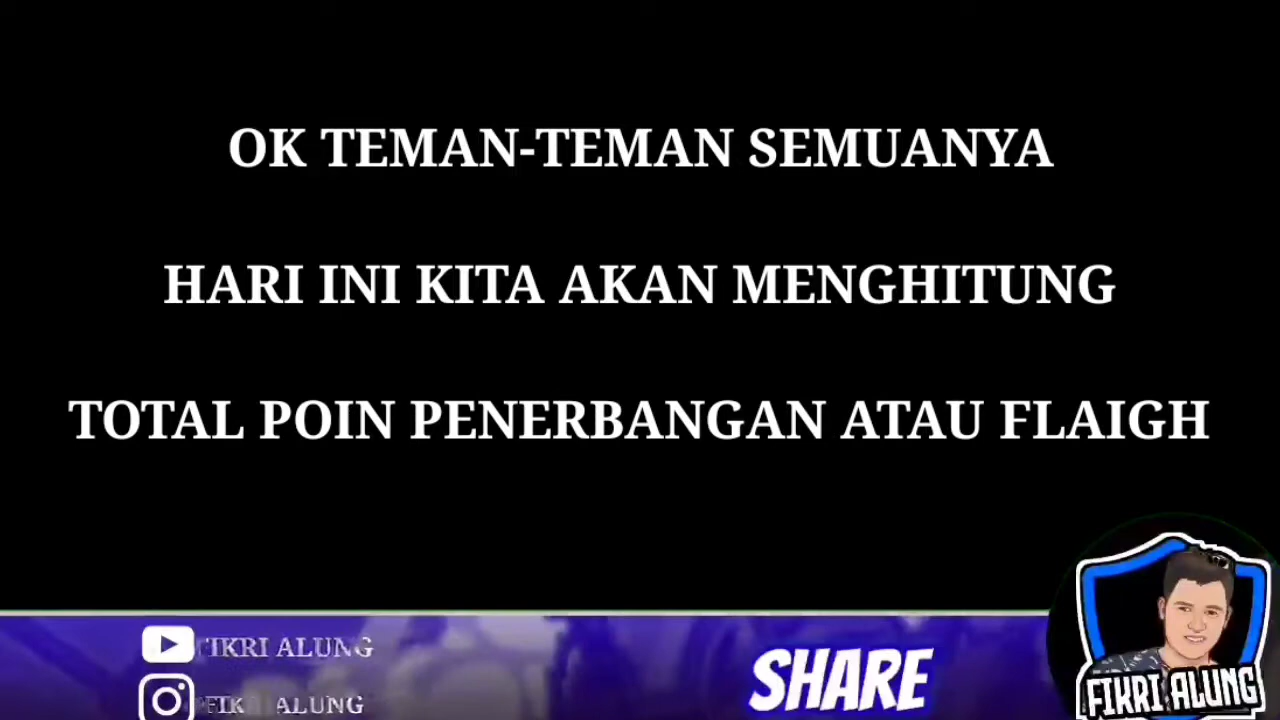 OK TEMAN-TEMAN SEMUANYA
HARI INI KITA AKAN MENGHITUNG
TOTAL POIN PENERBANGAN ATAU FLAIGH
FIKRI ALUNG
SHARE
ALUNG
FIKRI ALUNG